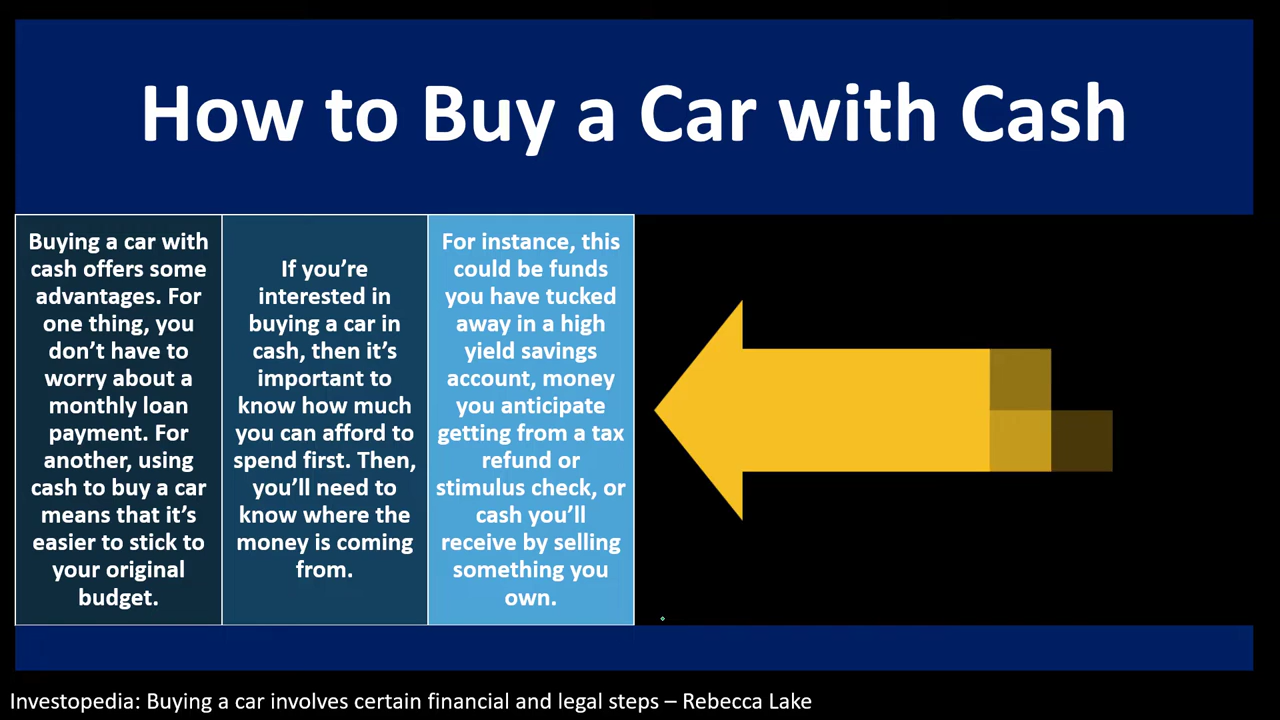 How to Buy a Car with Cash
Buying a car with
cash offers some
advantages. For
one thing, you
don’t have to
worry about a
monthly loan
payment. For
another, using
cash to buy a car
means that it’s
easier to stick to
your original
budget.
If you’re
interested in
buying a car in
cash, then it’s
important to
know how much
you can afford to
spend first. Then,
you’ll need to
know where the
money is coming
from.
For instance, this
could be funds
you have tucked
away in a high
yield savings
account, money
you anticipate
getting from a tax
refund or
stimulus check, or
cash you’ll
receive by selling
something you
own.
Investopedia: Buying a car involves certain financial and legal steps – Rebecca Lake